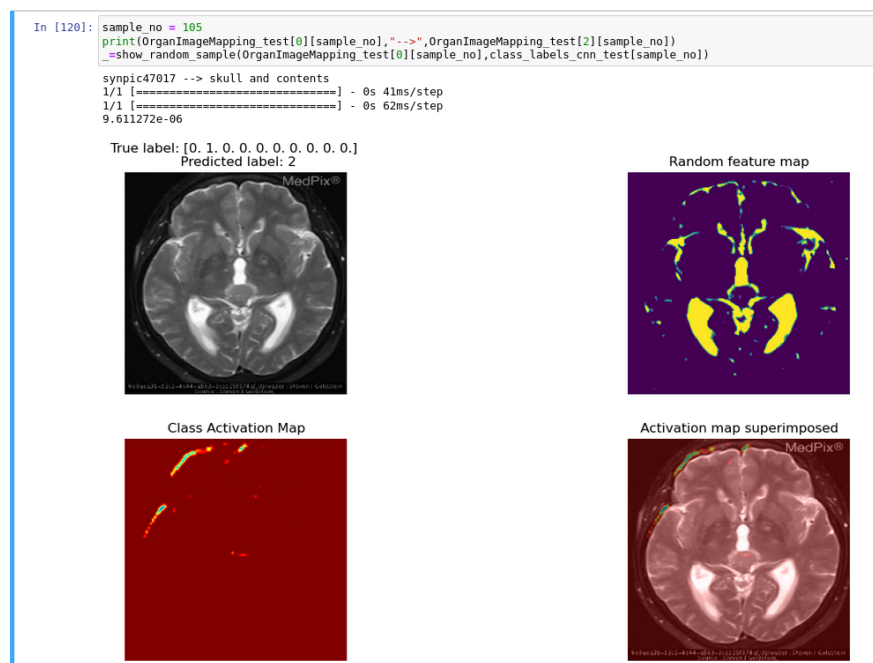 In [120]: sample_no = 105
print(OrganImageMapping_test[0][sample_no],"-->",OrganImageMapping_test[2][sample_no])
_=show_random_sample(OrganImageMapping_test[0][sample_no],class_labels_cnn_test[sample_no])
synpic47017 --> skull and contents
1/1 [==============================] - 0s 41ms/step
1/1 [==============================] - 0s 62ms/step
9.611272e-06
True label: [0. 1. 0. 0. 0. 0. 0. 0. 0. 0.]
Predicted label: 2
Random feature map
MedPix®
Class Activation Map
Activation map superimposed
MedPix®